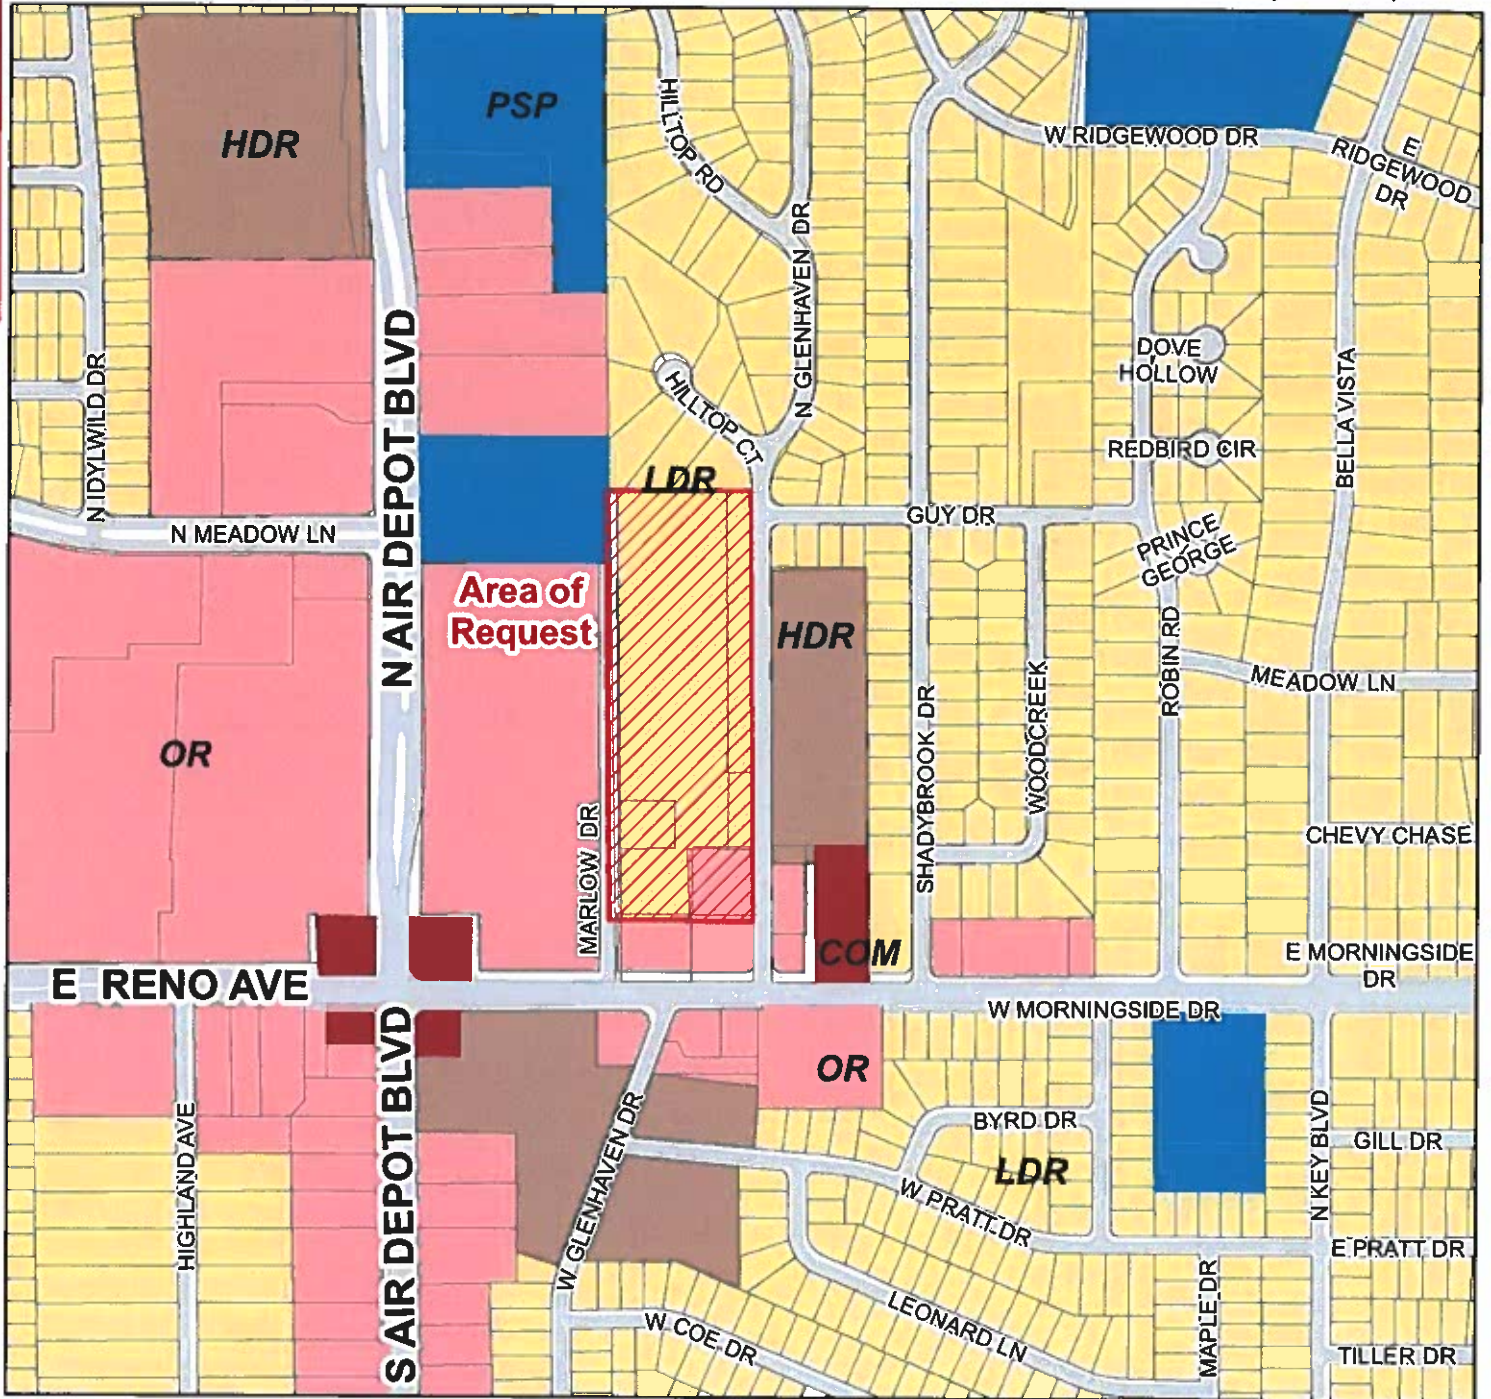 HDR
PSP
HILLTOP RD
N GLENHAVEN DR
W RIDGEWOOD DR
E
RIDGEWOOD
DR
N IDYLWILD DR
N AIR DEPOT BLVD
HILLTOP CT
DOVE
HOLLOW
BELLA VISTA
REDBIRD CIR
LDR
N MEADOW LN
GUY DR
PRINCE
GEORGE
Area of
Request
HDR
ROBIN RD
MEADOW LN
OR
SHADYBROOK DR
WOODCREEK
MARLOW DR
CHEVY CHASE
COM
E MORNINGSIDE
DR
E RENO AVE
W MORNINGSIDE DR
OR
S AIR DEPOT BLVD
HIGHLAND AVE
W GLENHAVEN DR
BYRD DR
LDR
N KEY BLVD
GILL DR
W PRATT DR
E PRATT DR
LEONARD LN
MAPLE DR
W COE DR
TILLER DR